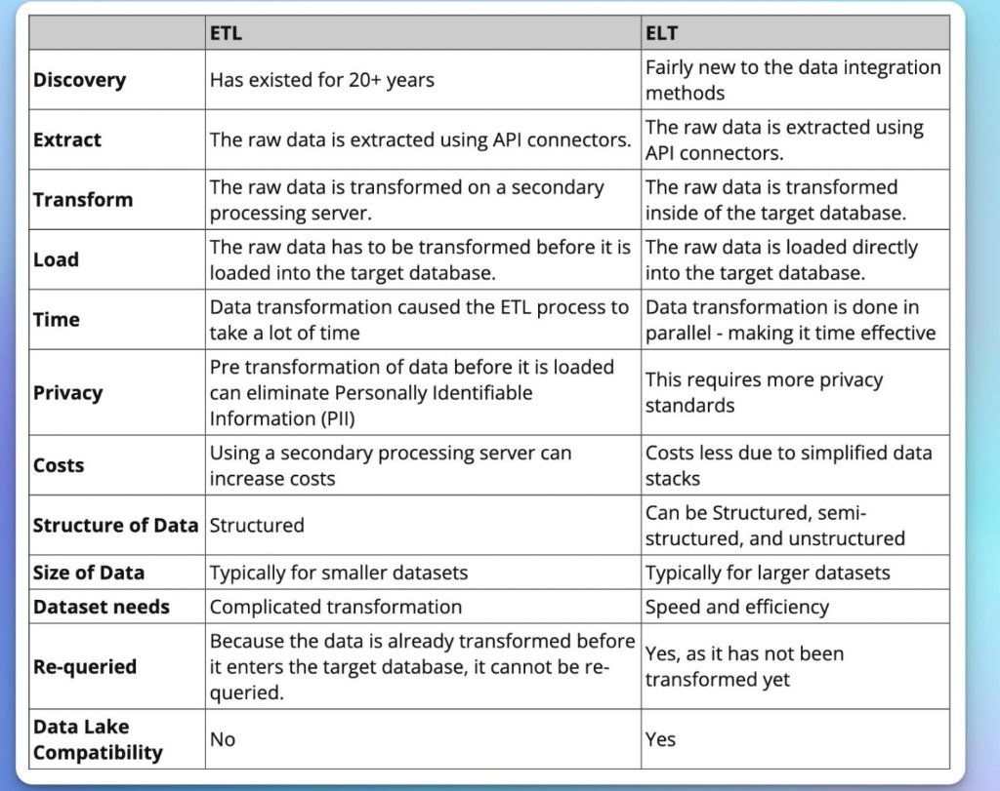 ETL
ELT
Discovery
Has existed for 20+ years
Fairly new to the data integration
methods
Extract
The raw data is extracted using API connectors.
The raw data is extracted using
API connectors.
Transform
The raw data is transformed on a secondary
processing server.
The raw data is transformed
inside of the target database.
Load
The raw data has to be transformed before it is
loaded into the target database.
The raw data is loaded directly
into the target database.
Time
Data transformation caused the ETL process to
take a lot of time
Data transformation is done in
parallel - making it time effective
Privacy
Pre transformation of data before it is loaded
can eliminate Personally Identifiable
Information (PII)
This requires more privacy
standards
Costs
Using a secondary processing server can
increase costs
Costs less due to simplified data
stacks
Structure of Data
Structured
Can be Structured, semi-
structured, and unstructured
Size of Data
Typically for smaller datasets
Typically for larger datasets
Dataset needs
Complicated transformation
Speed and efficiency
Re-queried
Because the data is already transformed before
it enters the target database, it cannot be re-
queried.
Yes, as it has not been
transformed yet
Data Lake
Compatibility
No
Yes